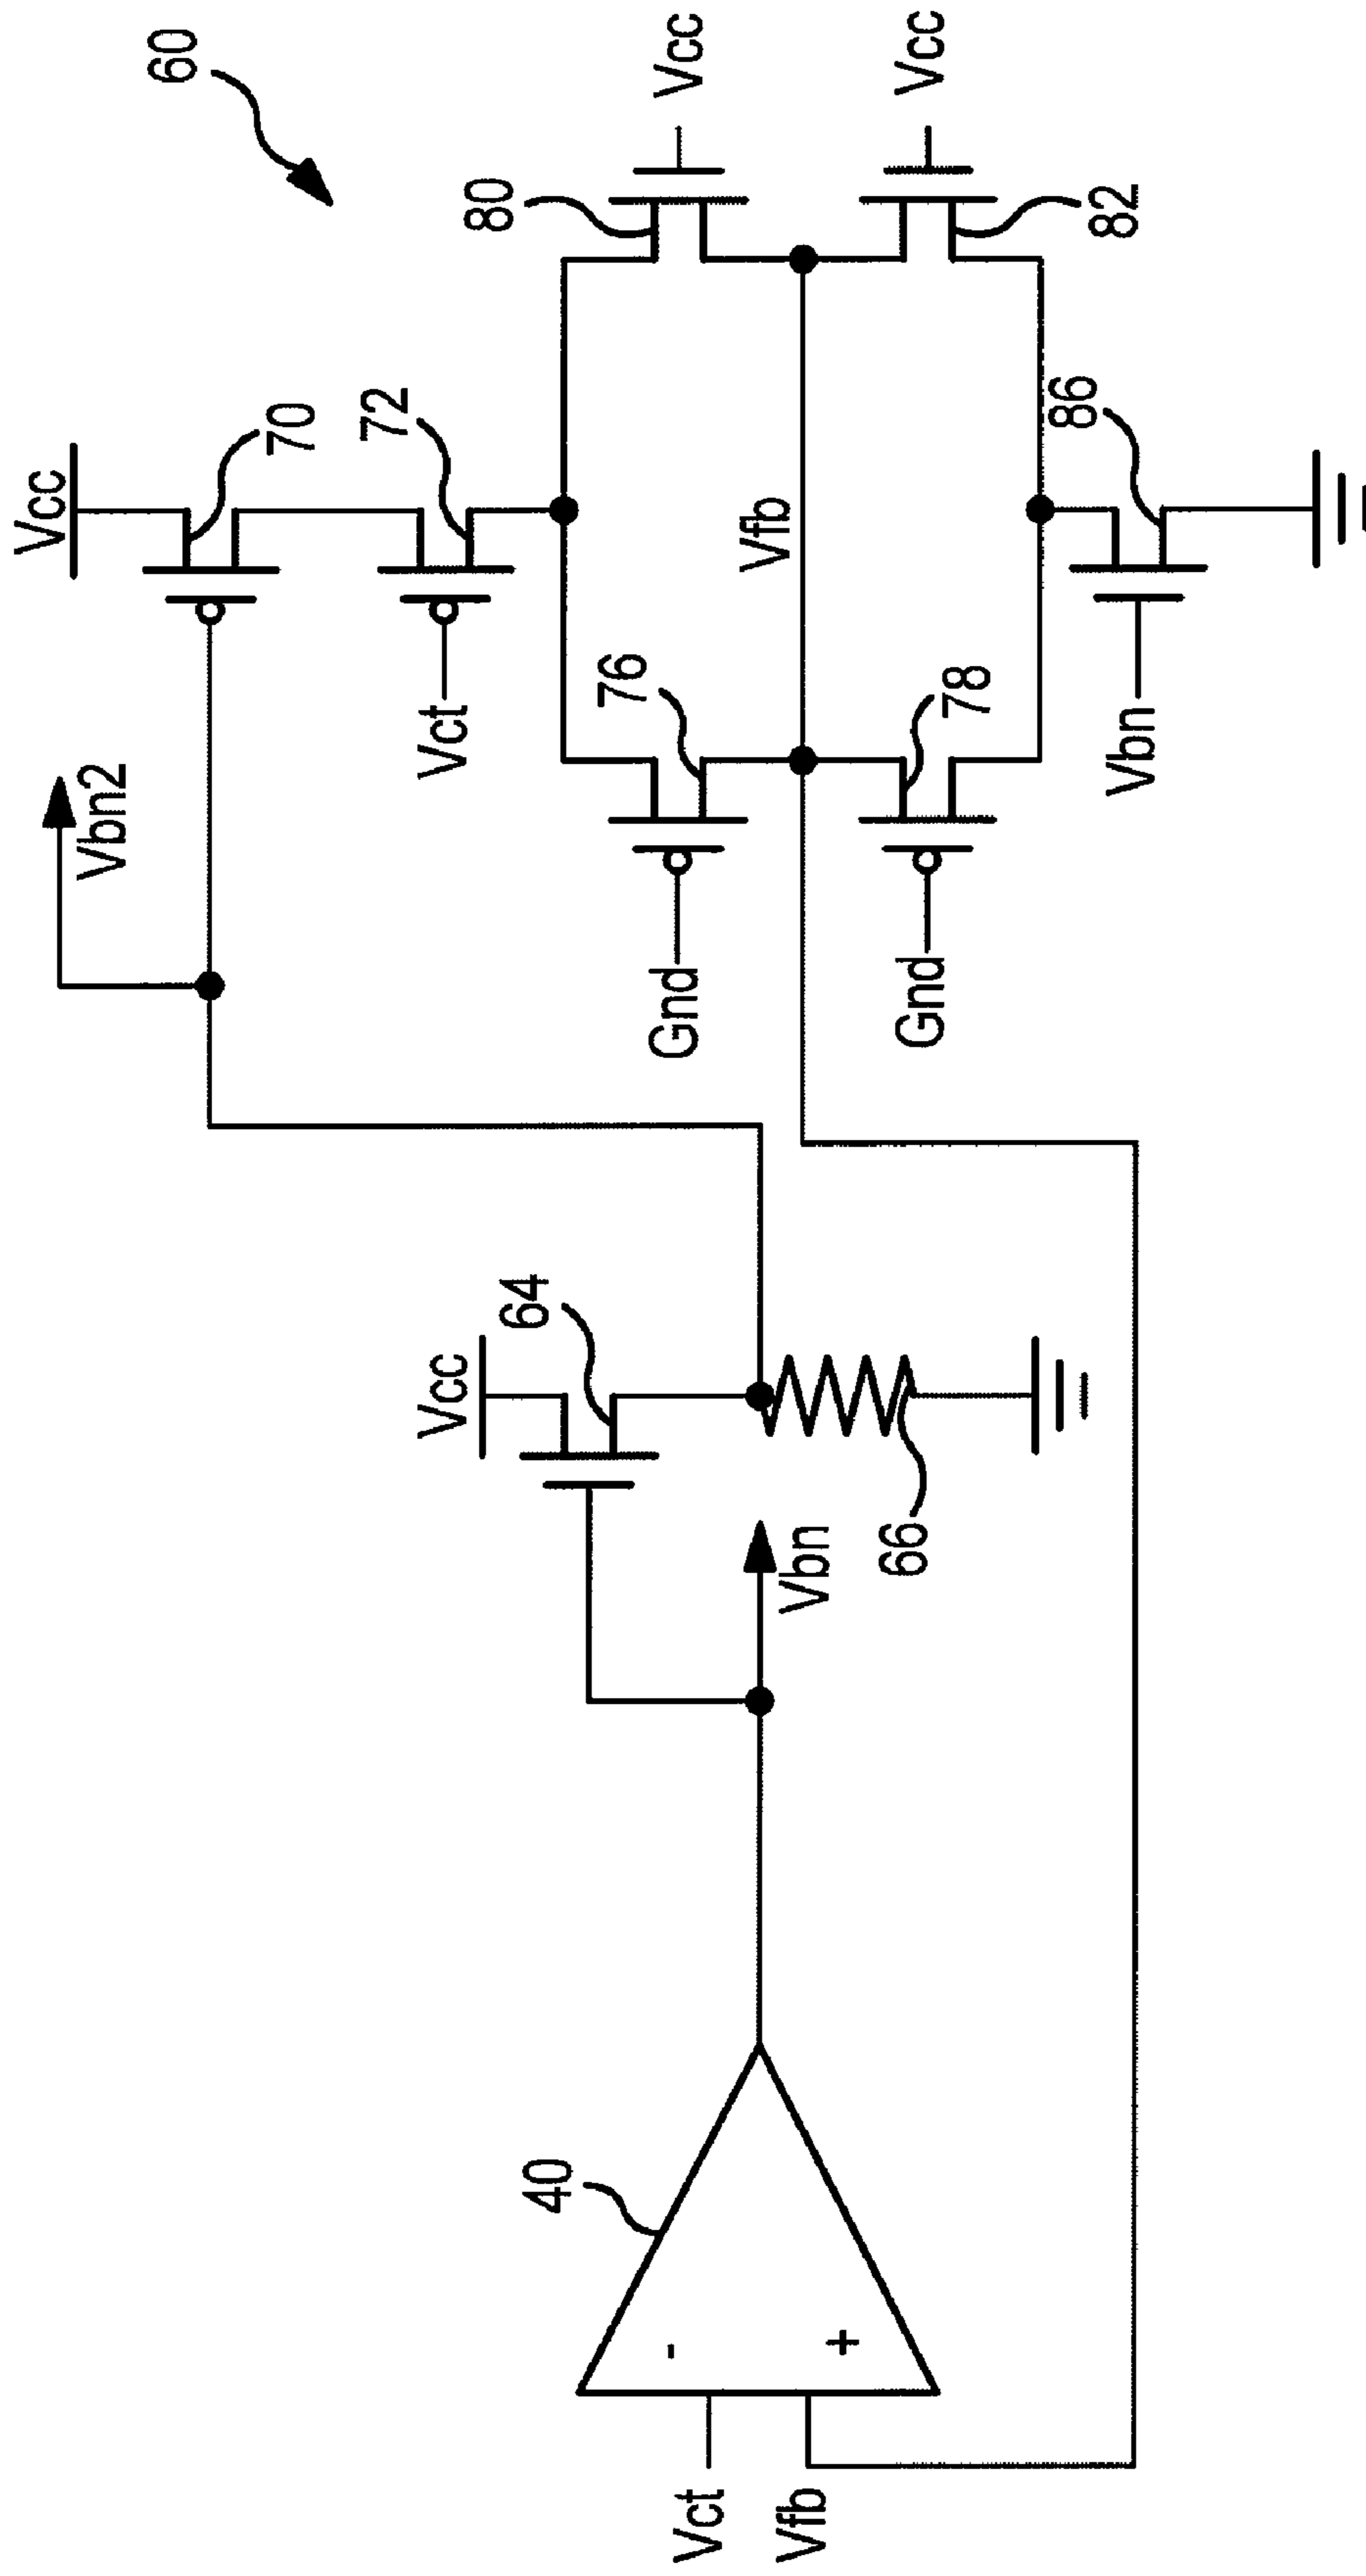 60
Vcc
70
Vbn2
72
Vct
80
Vcc
Vcc
82
76
Gnd
Vfb
78
Gnd
86
Vbn
Vcc
64
66
Vbn
40
-
+
Vct
Vfb